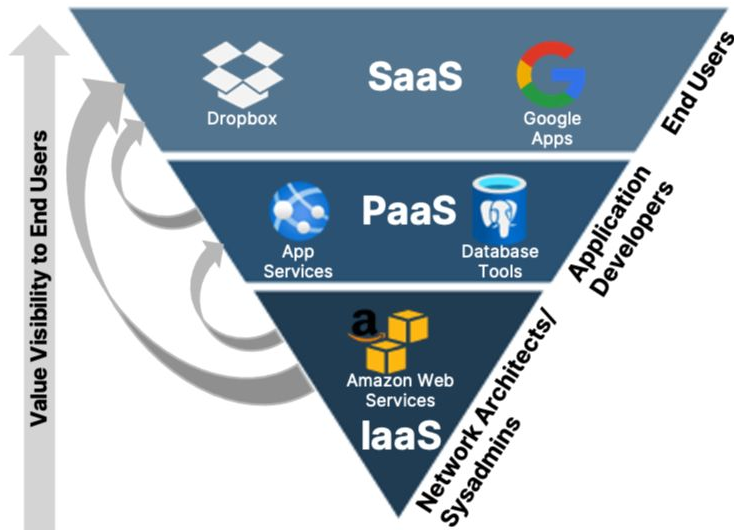 Value Visibility to End Users
SaaS
Dropbox
Google
Apps
End Users
PaaS
App
Services
Database
Tools
Application
Developers
a
Amazon Web
Services
IaaS
Network Architects/
Sysadmins